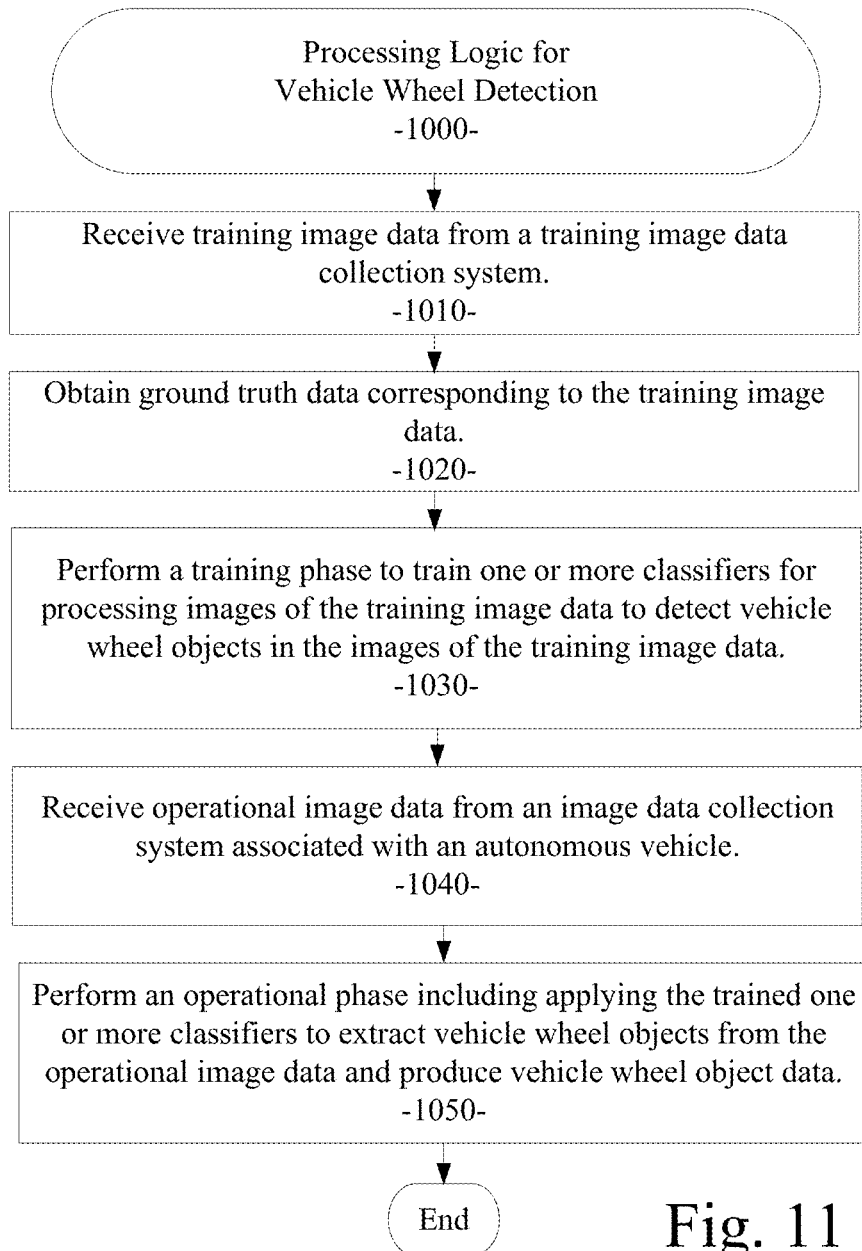 Processing Logic for
Vehicle Wheel Detection
-1000-
Receive training image data from a training image data
collection system.
-1010-
Obtain ground truth data corresponding to the training image
data.
-1020-
Perform a training phase to train one or more classifiers for
processing images of the training image data to detect vehicle
wheel objects in the images of the training image data.
-1030-
Receive operational image data from an image data collection
system associated with an autonomous vehicle.
-1040-
Perform an operational phase including applying the trained one
or more classifiers to extract vehicle wheel objects from the
operational image data and produce vehicle wheel object data.
-1050-
End
Fig. 11